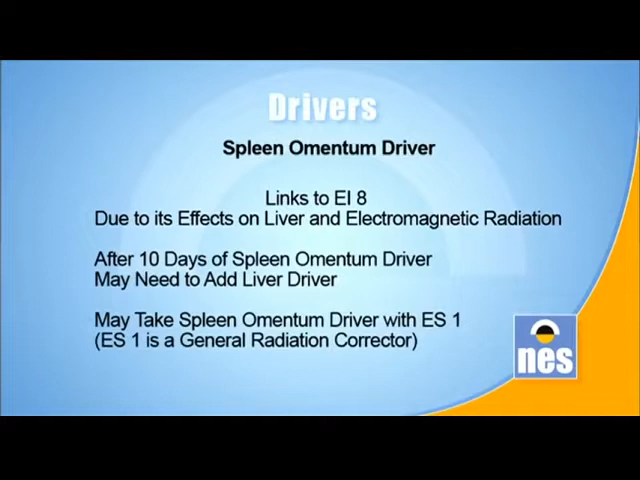 Drivers
Spleen Omentum Driver
Links to EI 8
Due to its Effects on Liver and Electromagnetic Radiation
After 10 Days of Spleen Omentum Driver
May Need to Add Liver Driver
May Take Spleen Omentum Driver with ES 1
(ES 1 is a General Radiation Corrector)
nes